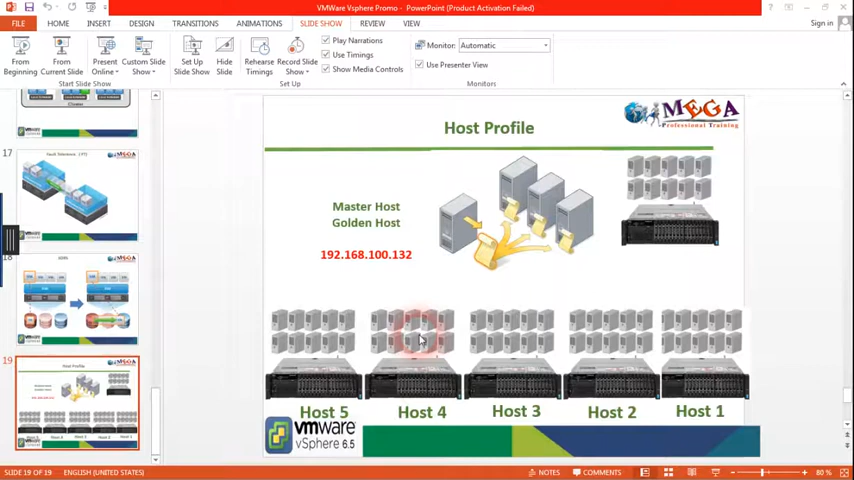 VMWare Vsphere Promo - PowerPoint (Product Activation Failed)
FILE HOME INSERT DESIGN TRANSITIONS ANIMATIONS SLIDE SHOW REVIEW VIEW Sign in
From Beginning
From Current Slide
Present Online
Custom Slide Show
Set Up Slide Show
Hide Slide
Rehearse Timings
Record Slide Show
Play Narrations
Use Timings
Show Media Controls
Monitor: Automatic
Use Presenter View
Start Slide Show
Set Up
Monitors
17
Fault Tolerance (FT)
18
19
Host Profile
MEGA
Professional Training
Host Profile
Master Host
Golden Host
192.168.100.132
Host 5 Host 4 Host 3 Host 2 Host 1
vmware
vSphere 6.5
SLIDE 19 OF 19 ENGLISH (UNITED STATES) NOTES COMMENTS 80 %